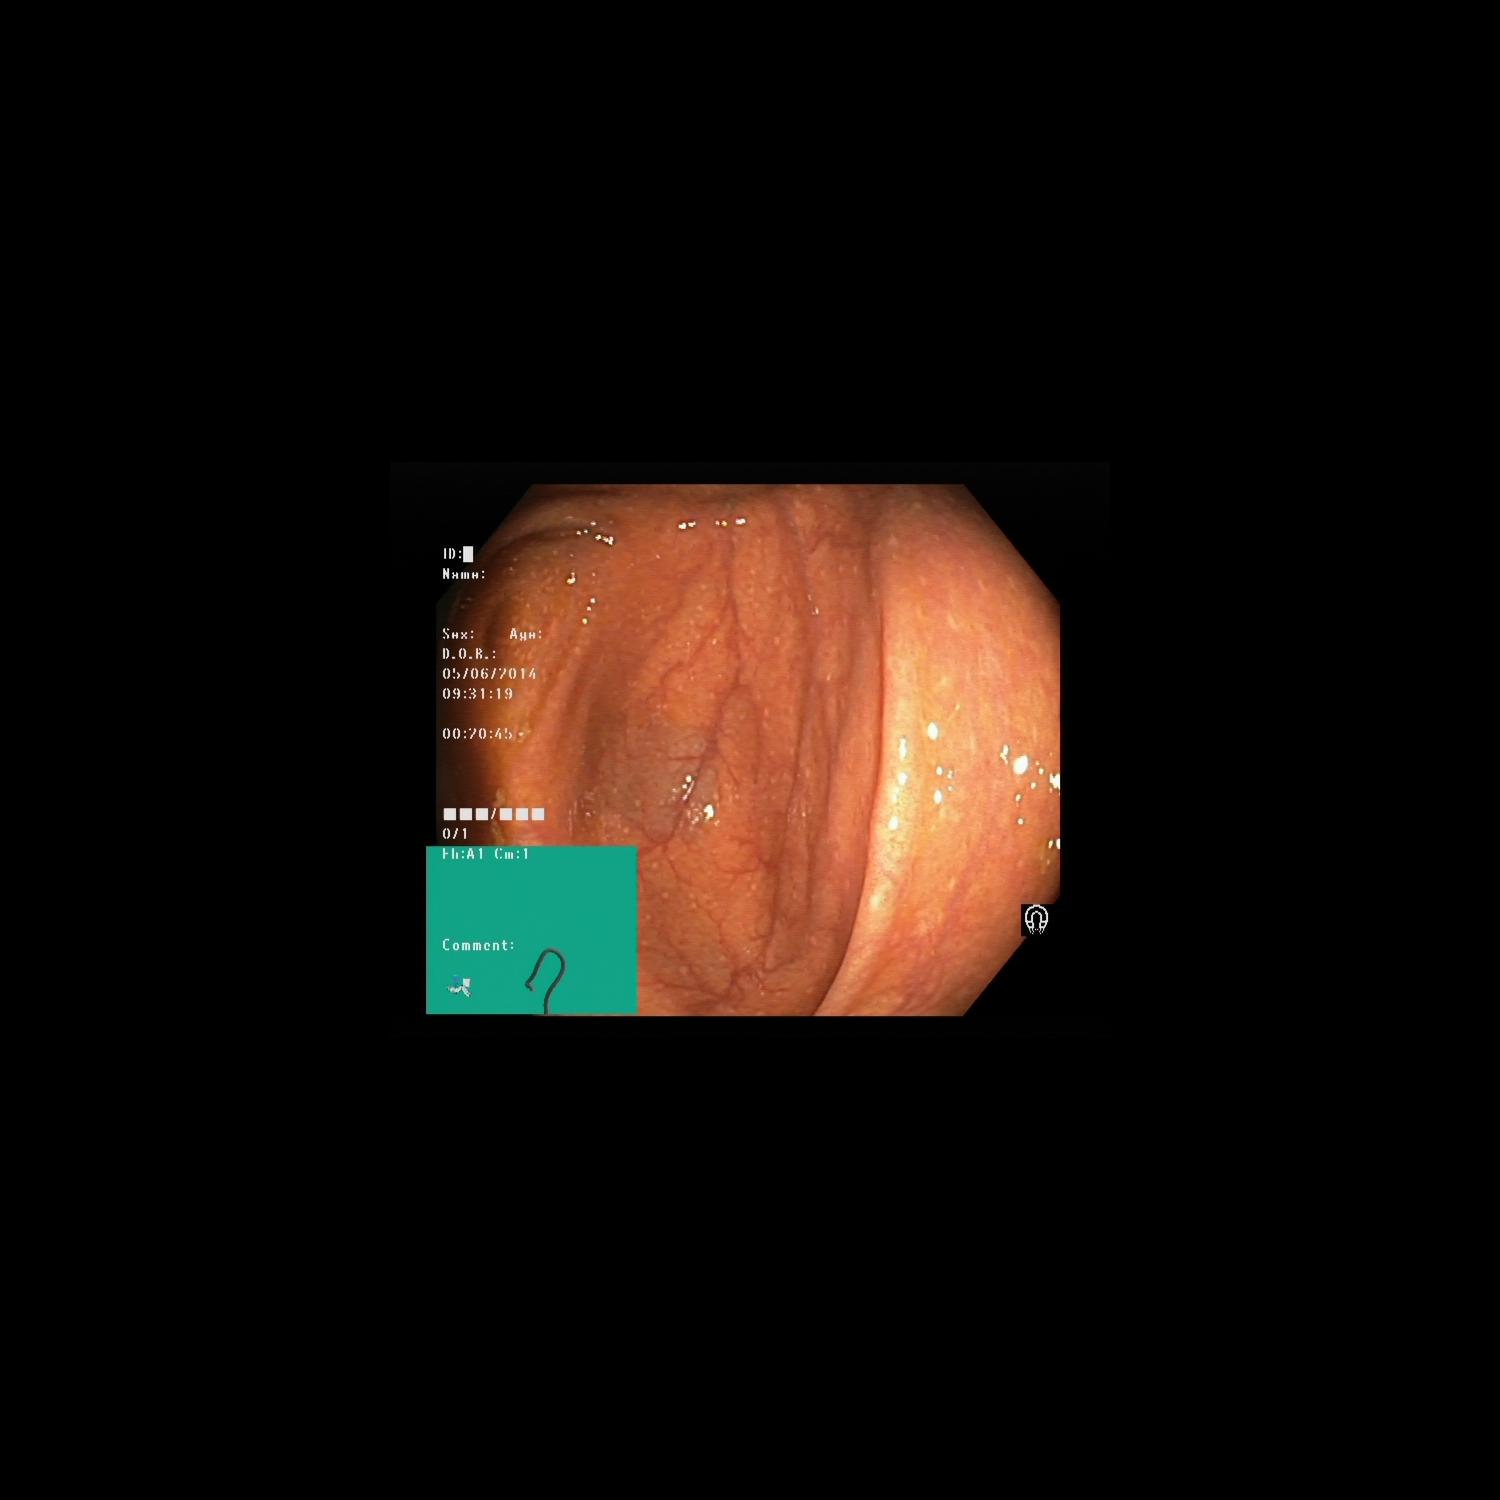 ID:
Name:
Sex: Age:
D.O.B.:
05/06/2014
09:31:19
00:20:45
■■■/■■■
0/1
Eh:A1 Cm:1
Comment: